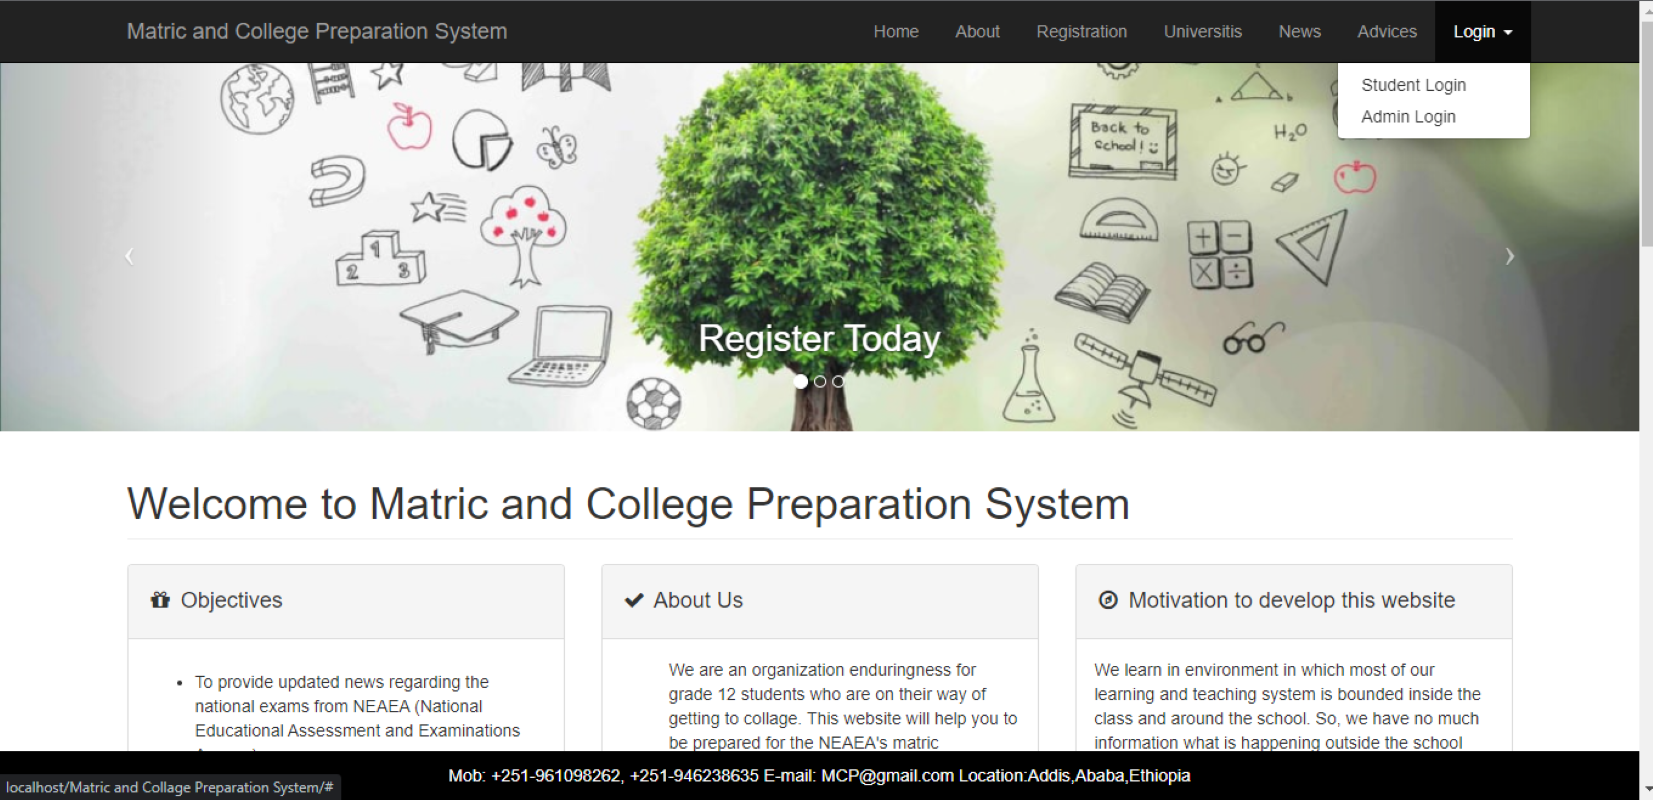 Matric and College Preparation System
Home About Registration Universitis News Advices Login
Student Login
Admin Login
Back to
school!
H2O
1
2 3
+ −
X ÷
Register Today
Welcome to Matric and College Preparation System
Objectives
To provide updated news regarding the
national exams from NEAEA (National
Educational Assessment and Examinations
About Us
We are an organization enduringness for
grade 12 students who are on their way of
getting to collage. This website will help you to
be prepared for the NEAEA's matric
Motivation to develop this website
We learn in environment in which most of our
learning and teaching system is bounded inside the
class and around the school. So, we have no much
information what is happening outside the school
Mob: +251-961098262, +251-946238635 E-mail: MCP@gmail.com Location:Addis,Ababa,Ethiopia
localhost/Matric and Collage Preparation System/#